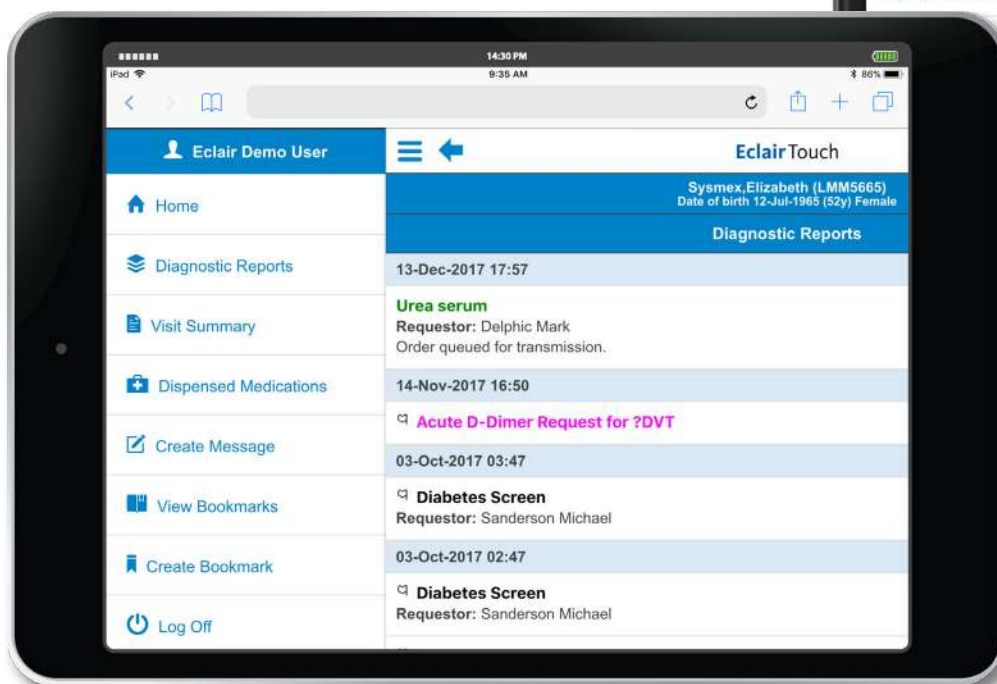 14:30 PM
iPad 9:35 AM 86%
Eclair Demo User
Home
Diagnostic Reports
Visit Summary
Dispensed Medications
Create Message
View Bookmarks
Create Bookmark
Log Off
EclairTouch
Sysmex,Elizabeth (LMM5665)
Date of birth 12-Jul-1965 (52y) Female
Diagnostic Reports
13-Dec-2017 17:57
Urea serum
Requestor: Delphic Mark
Order queued for transmission.
14-Nov-2017 16:50
Acute D-Dimer Request for ?DVT
03-Oct-2017 03:47
Diabetes Screen
Requestor: Sanderson Michael
03-Oct-2017 02:47
Diabetes Screen
Requestor: Sanderson Michael